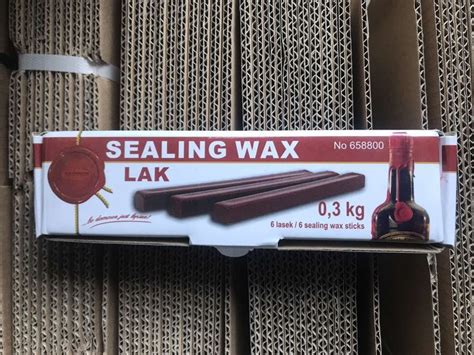 SEALING WAX
No 658800
LAK
0,3 kg
6 lasek / 6 sealing wax sticks